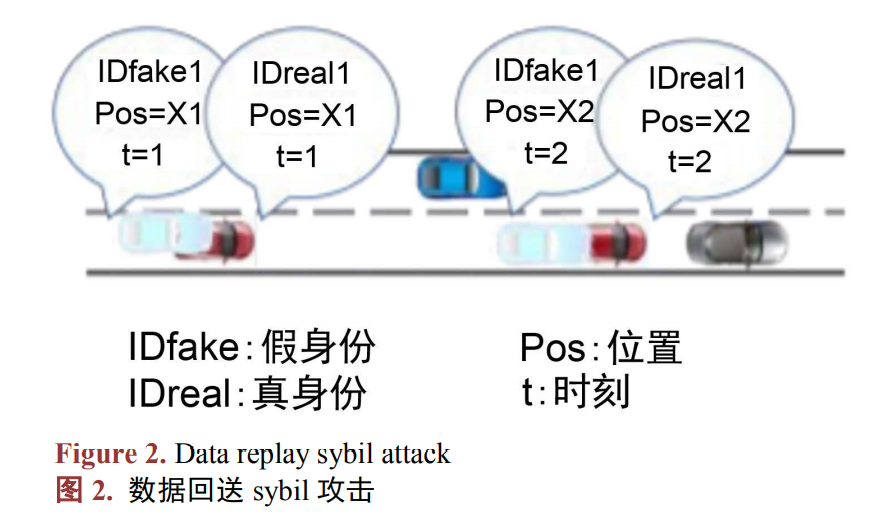 IDfake1
Pos=X1
t=1
IDreal1
Pos=X1
t=1
IDfake1
Pos=X2
t=2
IDreal1
Pos=X2
t=2
IDfake：假身份
IDreal：真身份
Pos：位置
t：时刻
Figure 2. Data replay sybil attack
图 2. 数据回送 sybil 攻击